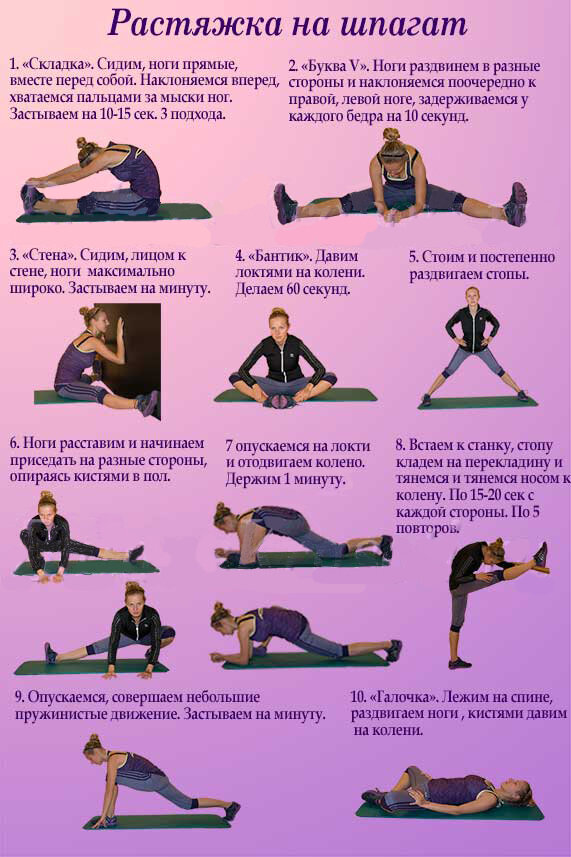 Растяжка на шпагат
1. «Складка». Сидим, ноги прямые,
вместе перед собой. Наклоняемся вперед,
хватаемся пальцами за мыски ног.
Застываем на 10-15 сек. 3 подхода.
2. «Буква V». Ноги раздвинем в разные
стороны и наклоняемся поочередно к
правой, левой ноге, задерживаемся у
каждого бедра на 10 секунд.
3. «Стена». Сидим, лицом к
стене, ноги максимально
широко. Застываем на минуту.
4. «Бантик». Давим
локтями на колени.
Делаем 60 секунд.
5. Стоим и постепенно
раздвигаем стопы.
6. Ноги расставим и начинаем
приседать на разные стороны,
опираясь кистями в пол.
7 опускаемся на локти
и отодвигаем колено.
Держим 1 минуту.
8. Встаем к станку, стопу
кладем на перекладину и
тянемся и тянемся носом к
колену. По 15-20 сек с
каждой стороны. По 5
повторов.
9. Опускаемся, совершаем небольшие
пружинистые движение. Застываем на минуту.
10. «Галочка». Лежим на спине,
раздвигаем ноги , кистями давим
на колени.